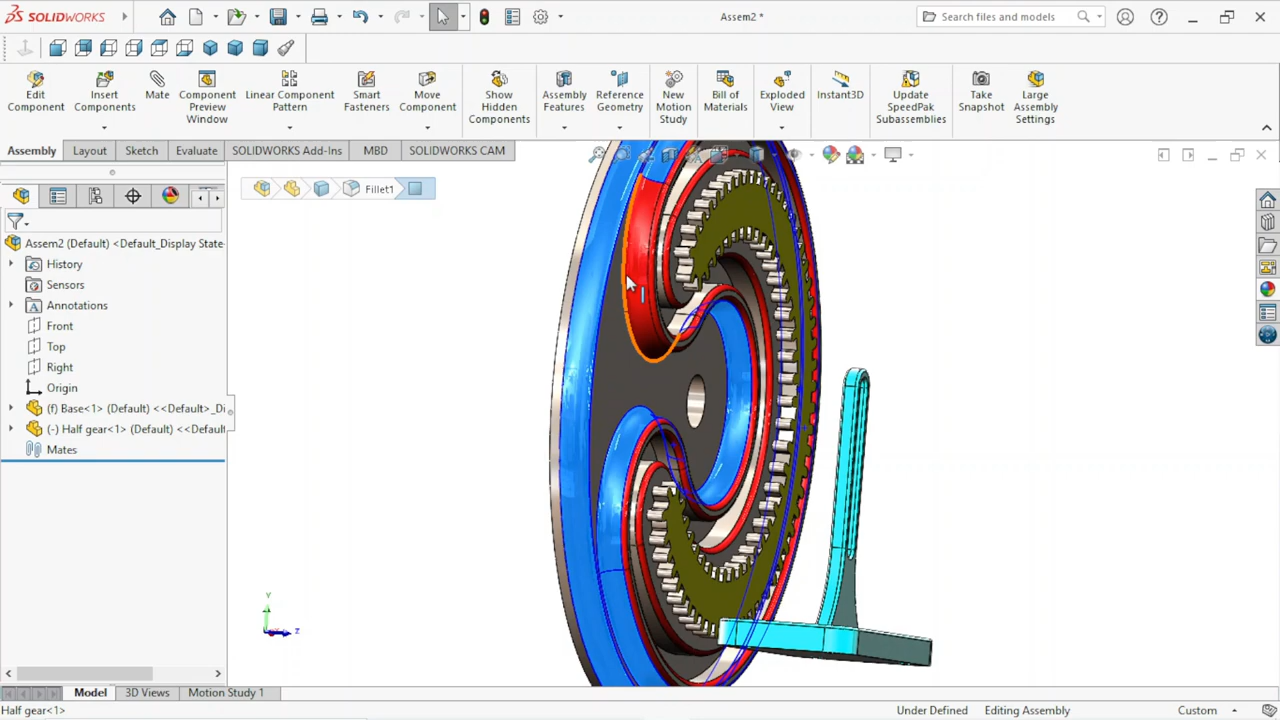 SOLIDWORKS
Assem2 *
Search files and models
Edit Component
Insert Components
Mate
Component Preview Window
Linear Component Pattern
Smart Fasteners
Move Component
Show Hidden Components
Assembly Features
Reference Geometry
New Motion Study
Bill of Materials
Exploded View
Instant3D
Update SpeedPak Subassemblies
Take Snapshot
Large Assembly Settings
Assembly
Layout
Sketch
Evaluate
SOLIDWORKS Add-Ins
MBD
SOLIDWORKS CAM
Fillet1
Assem2 (Default) <Default_Display State-
History
Sensors
Annotations
Front
Top
Right
Origin
(f) Base<1> (Default) <<Default>_Di
(-) Half gear<1> (Default) <<Default
Mates
Y
Z
Model
3D Views
Motion Study 1
Half gear<1>
Under Defined
Editing Assembly
Custom